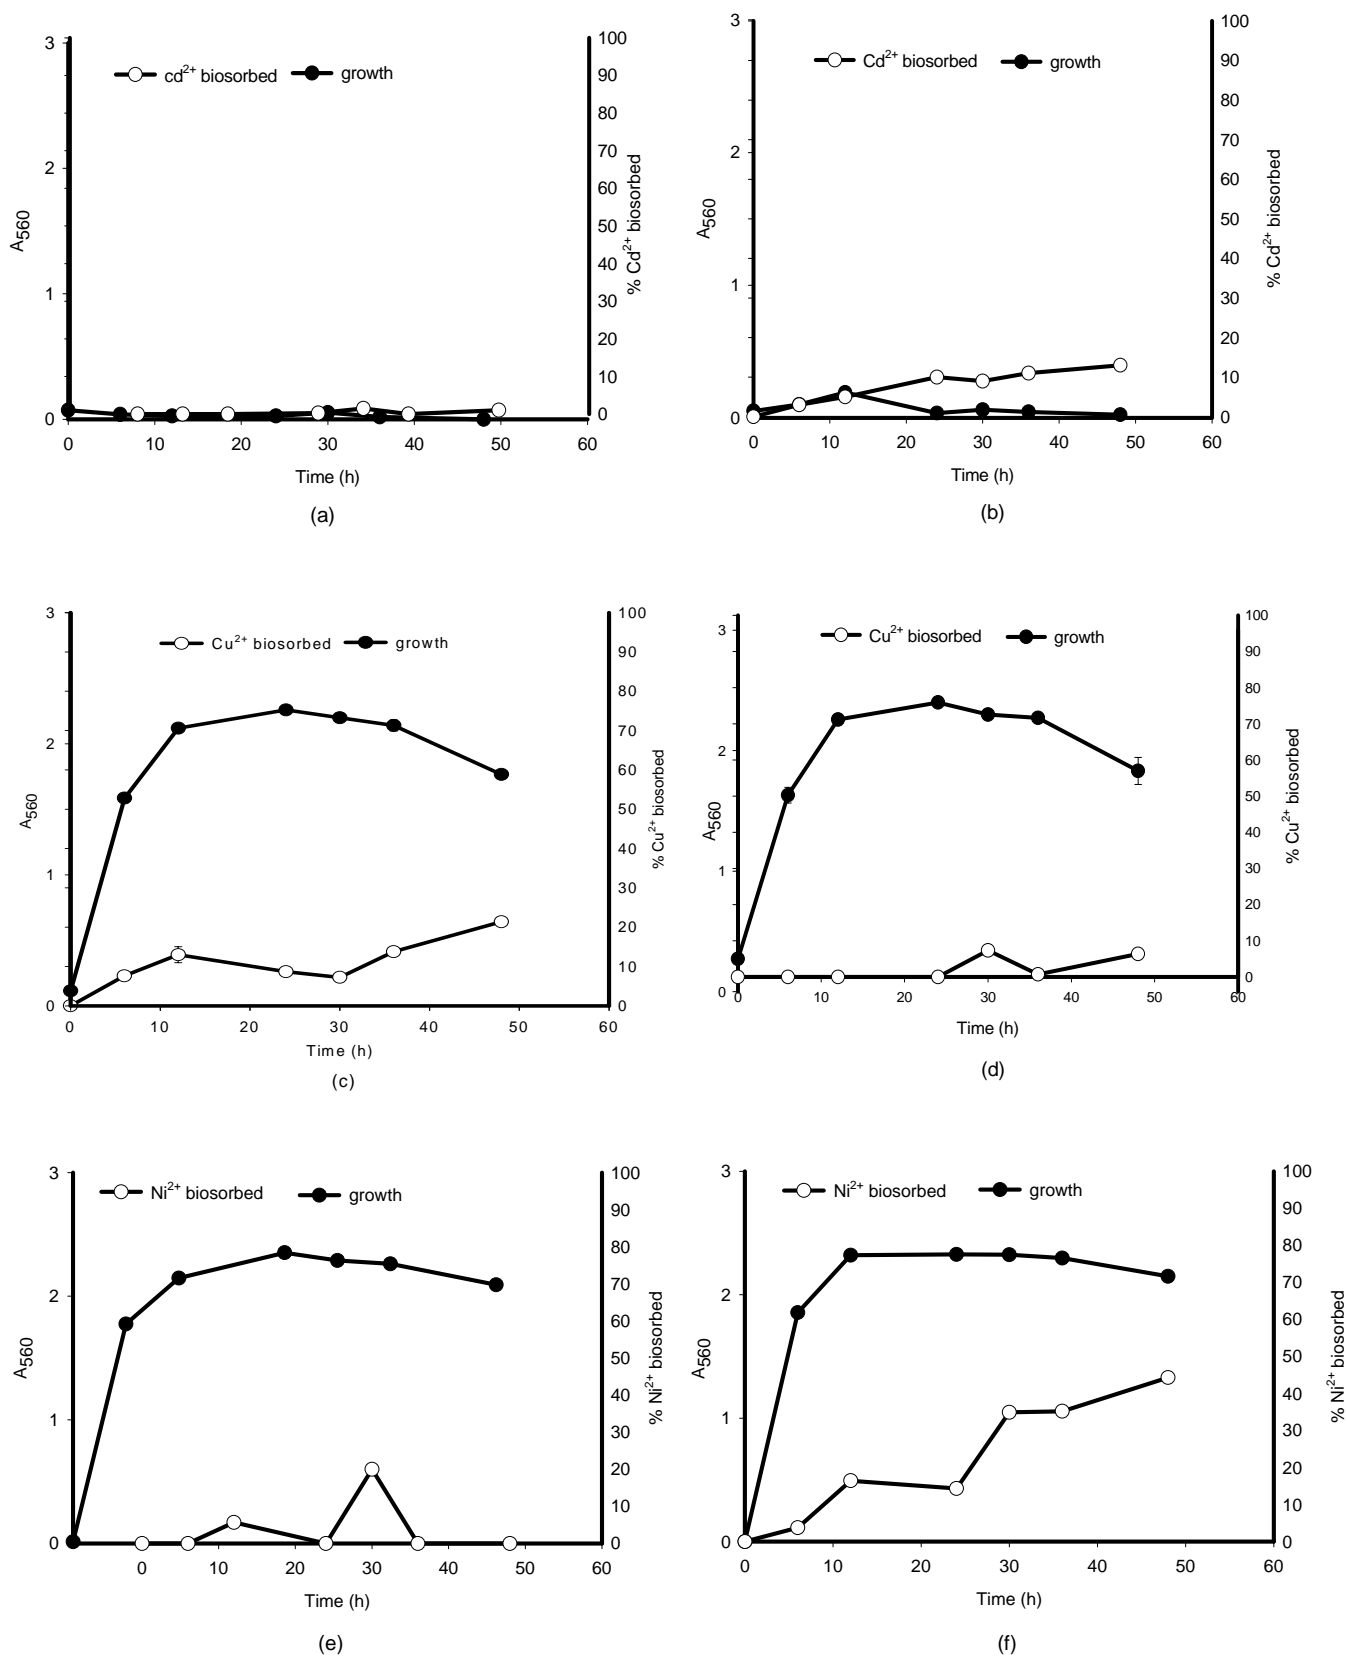 cd2+ biosorbed growth
3
2
1
0
A560
100
90
80
70
60
50
40
30
20
10
0
% Cd2+ biosorbed
0 10 20 30 40 50 60
Time (h)
(a)
Cd2+ biosorbed growth
3
2
1
0
A560
100
90
80
70
60
50
40
30
20
10
0
% Cd2+ biosorbed
0 10 20 30 40 50 60
Time (h)
(b)
Cu2+ biosorbed growth
3
2
1
0
A560
100
90
80
70
60
50
40
30
20
10
0
% Cu2+ biosorbed
0 10 20 30 40 50 60
Time (h)
(c)
Cu2+ biosorbed growth
3
2
1
0
A560
100
90
80
70
60
50
40
30
20
10
0
% Cu2+ biosorbed
0 10 20 30 40 50 60
Time (h)
(d)
Ni2+ biosorbed growth
3
2
1
0
A560
100
90
80
70
60
50
40
30
20
10
0
% Ni2+ biosorbed
0 10 20 30 40 50 60
Time (h)
(e)
Ni2+ biosorbed growth
3
2
1
0
A560
100
90
80
70
60
50
40
30
20
10
0
% Ni2+ biosorbed
0 10 20 30 40 50 60
Time (h)
(f)